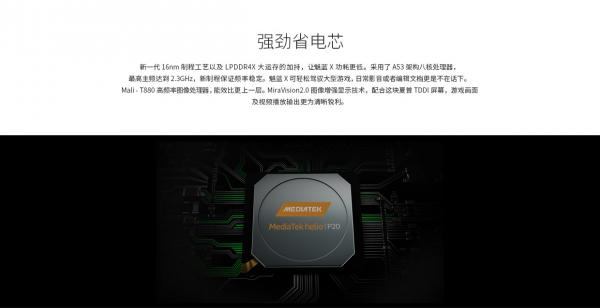 强劲省电芯
新一代 16nm 制程工艺以及 LPDDR4X 大运存的加持，让魅蓝 X 功耗更低。采用了 A53 架构八核处理器，
最高主频达到 2.3GHz，新制程保证频率稳定。魅蓝 X 可轻松驾驭大型游戏，日常影音或者编辑文档更是不在话下。
Mali - T880 高频率图像处理器，能效比更上一层。MiraVision2.0 图像增强显示技术，配合这块夏普 TDDI 屏幕，游戏画面
及视频播放输出更为清晰锐利。
MEDIATEK
MediaTek helio | P20